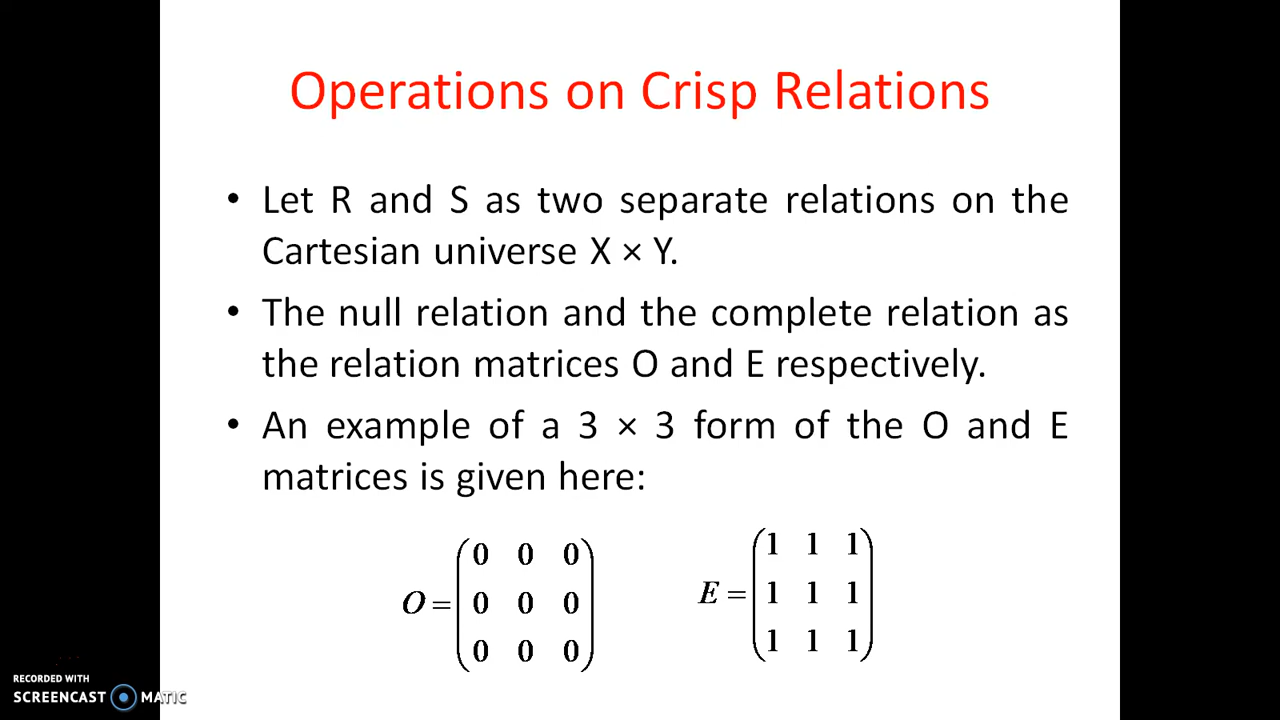 Operations on Crisp Relations
• Let R and S as two separate relations on the
Cartesian universe X × Y.
• The null relation and the complete relation as
the relation matrices O and E respectively.
• An example of a 3 × 3 form of the O and E
matrices is given here:
0 0 0
O = 0 0 0
0 0 0
1 1 1
E = 1 1 1
1 1 1
RECORDED WITH
SCREENCAST MATIC